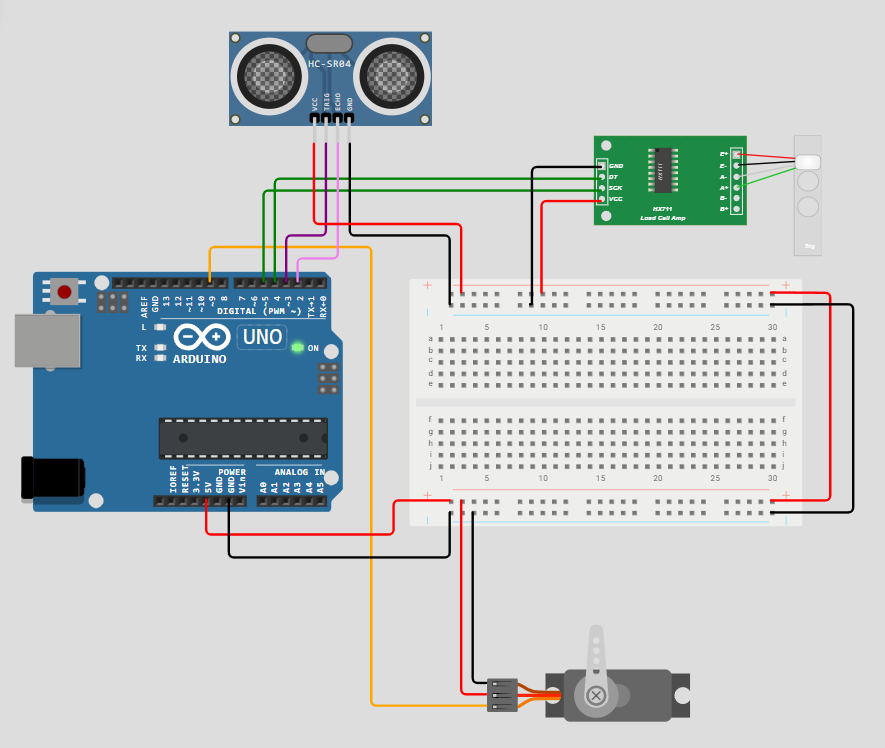 HC-SR04
VCC
TRIG
ECHO
GND
GND
DT
SCK
VCC
HX711
E+
E-
A-
A+
B-
B+
HX711
Load Cell Amp
5kg
AREF
GND
13
12
~11
~10
~9
8
7
~6
~5
4
~3
2
TX→1
RX←0
DIGITAL (PWM ~)
L
TX
RX
ARDUINO
UNO
ON
IOREF
RESET
3.3V
5V
GND
GND
Vin
POWER
ANALOG IN
A0
A1
A2
A3
A4
A5
+ +
- -
1 5 10 15 20 25 30
a a
b b
c c
d d
e e
f f
g g
h h
i i
j j
1 5 10 15 20 25 30
+ +
- -